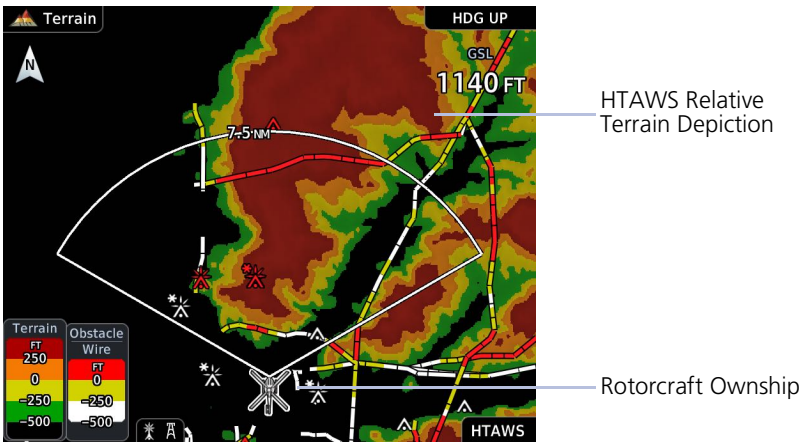 Terrain
HDG UP
N
GSL
1140 FT
7.5 NM
HTAWS Relative
Terrain Depiction
Terrain
FT
250
0
-250
-500
Obstacle
Wire
FT
0
-250
-500
HTAWS
Rotorcraft Ownship